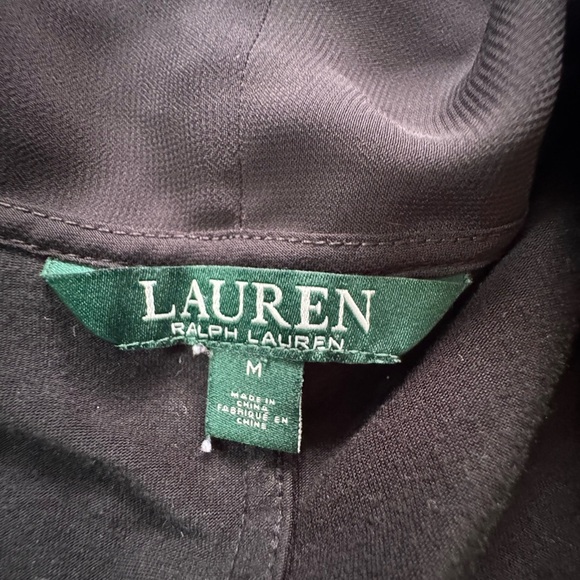 LAUREN
RALPH LAUREN
M
MADE IN
CHINA
FABRIQUÉ EN
CHINE